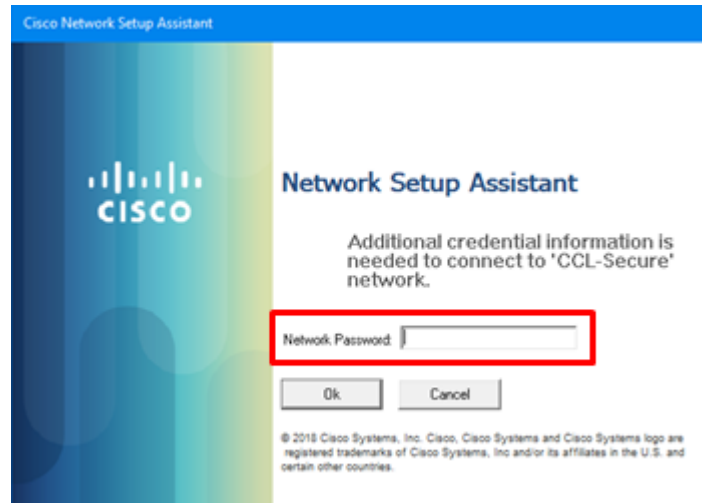 Cisco Network Setup Assistant
CISCO
Network Setup Assistant
Additional credential information is
needed to connect to 'CCL-Secure'
network.
Network Password:
Ok
Cancel
© 2018 Cisco Systems, Inc. Cisco, Cisco Systems and Cisco Systems logo are
registered trademarks of Cisco Systems, Inc and/or its affiliates in the U.S. and
certain other countries.